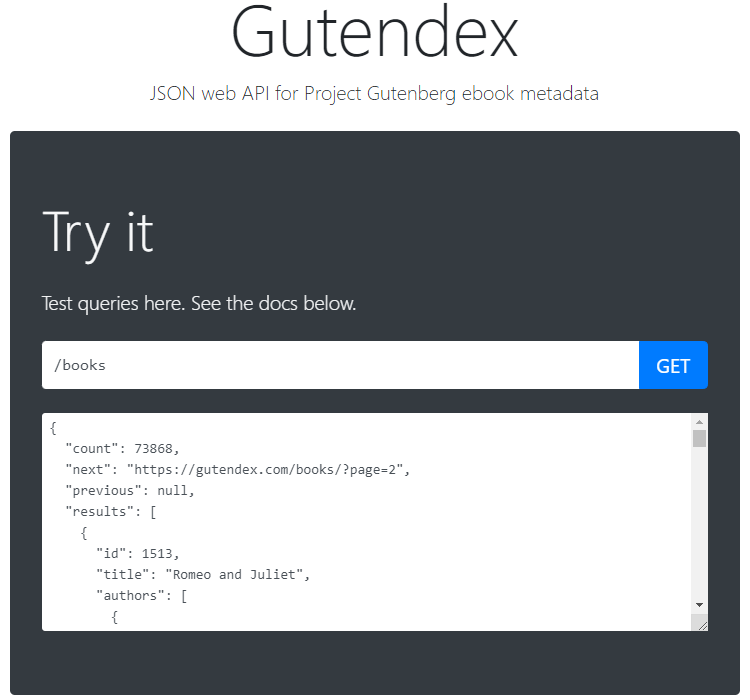 Gutendex
JSON web API for Project Gutenberg ebook metadata
Try it
Test queries here. See the docs below.
/books
GET
{
  "count": 73868,
  "next": "https://gutendex.com/books/?page=2",
  "previous": null,
  "results": [
    {
      "id": 1513,
      "title": "Romeo and Juliet",
      "authors": [
        {